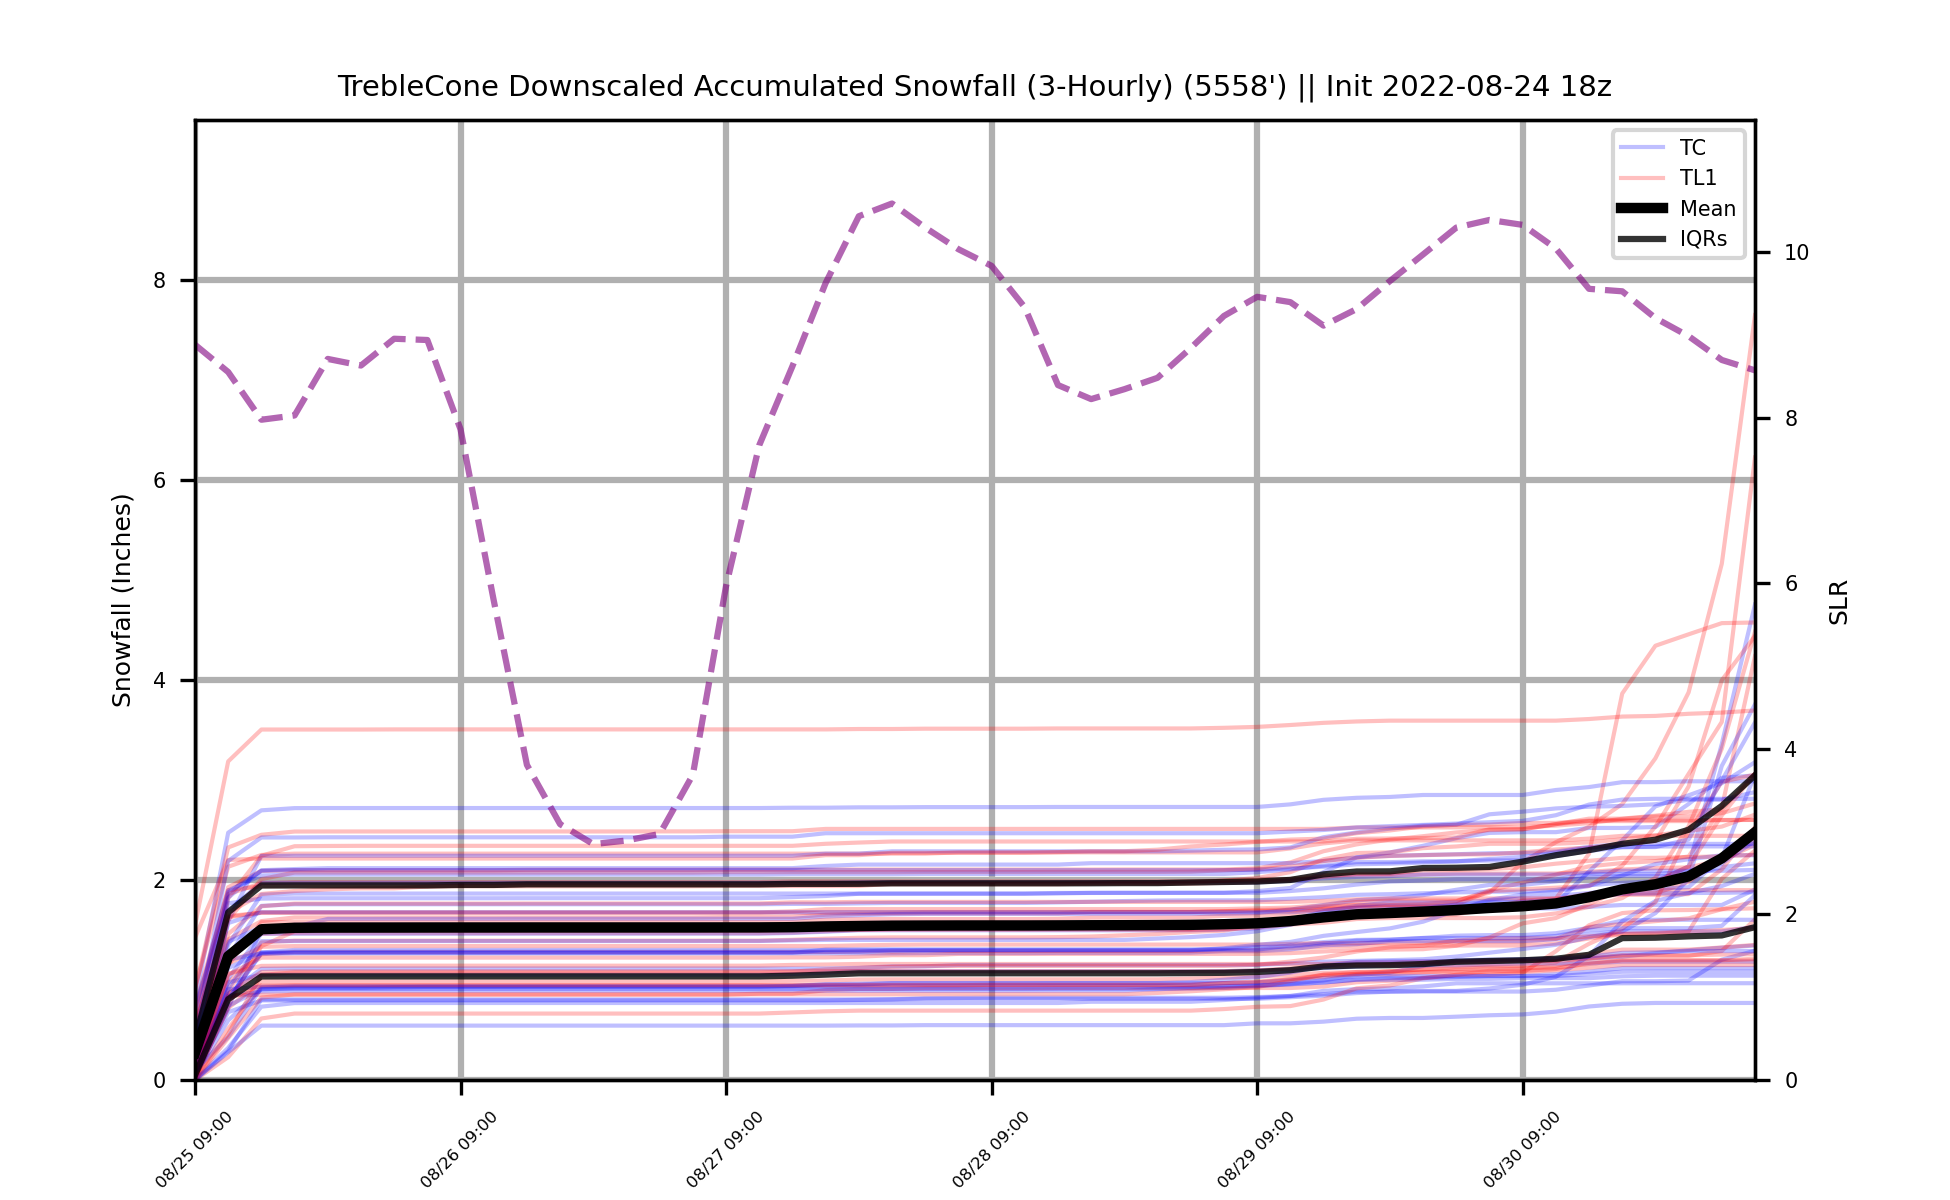 TrebleCone Downscaled Accumulated Snowfall (3-Hourly) (5558') || Init 2022-08-24 18z
TC
TL1
Mean
IQRs
Snowfall (Inches)
8
6
4
2
0
10
8
6
4
2
0
SLR
08/25 09:00
08/26 09:00
08/27 09:00
08/28 09:00
08/29 09:00
08/30 09:00